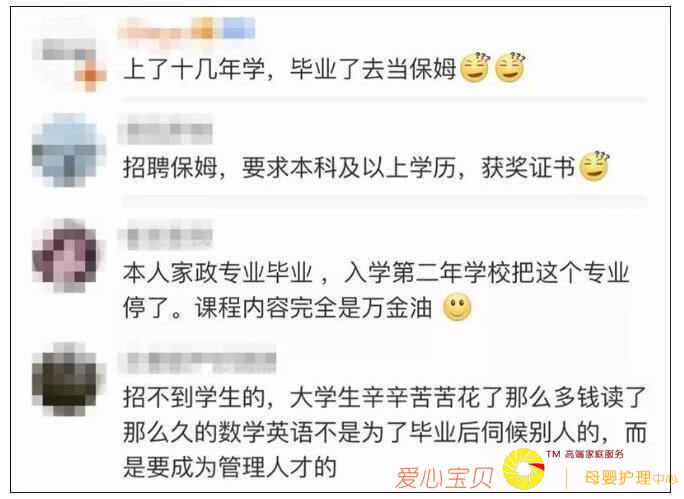 上了十几年学，毕业了去当保姆
招聘保姆，要求本科及以上学历，获奖证书
本人家政专业毕业，入学第二年学校把这个专业
停了。课程内容完全是万金油
招不到学生的，大学生辛辛苦苦花了那么多钱读了
那么久的数学英语不是为了毕业后伺候别人的，而
是要成为管理人才的
爱心宝贝
TM 高端家庭服务
母婴护理中心